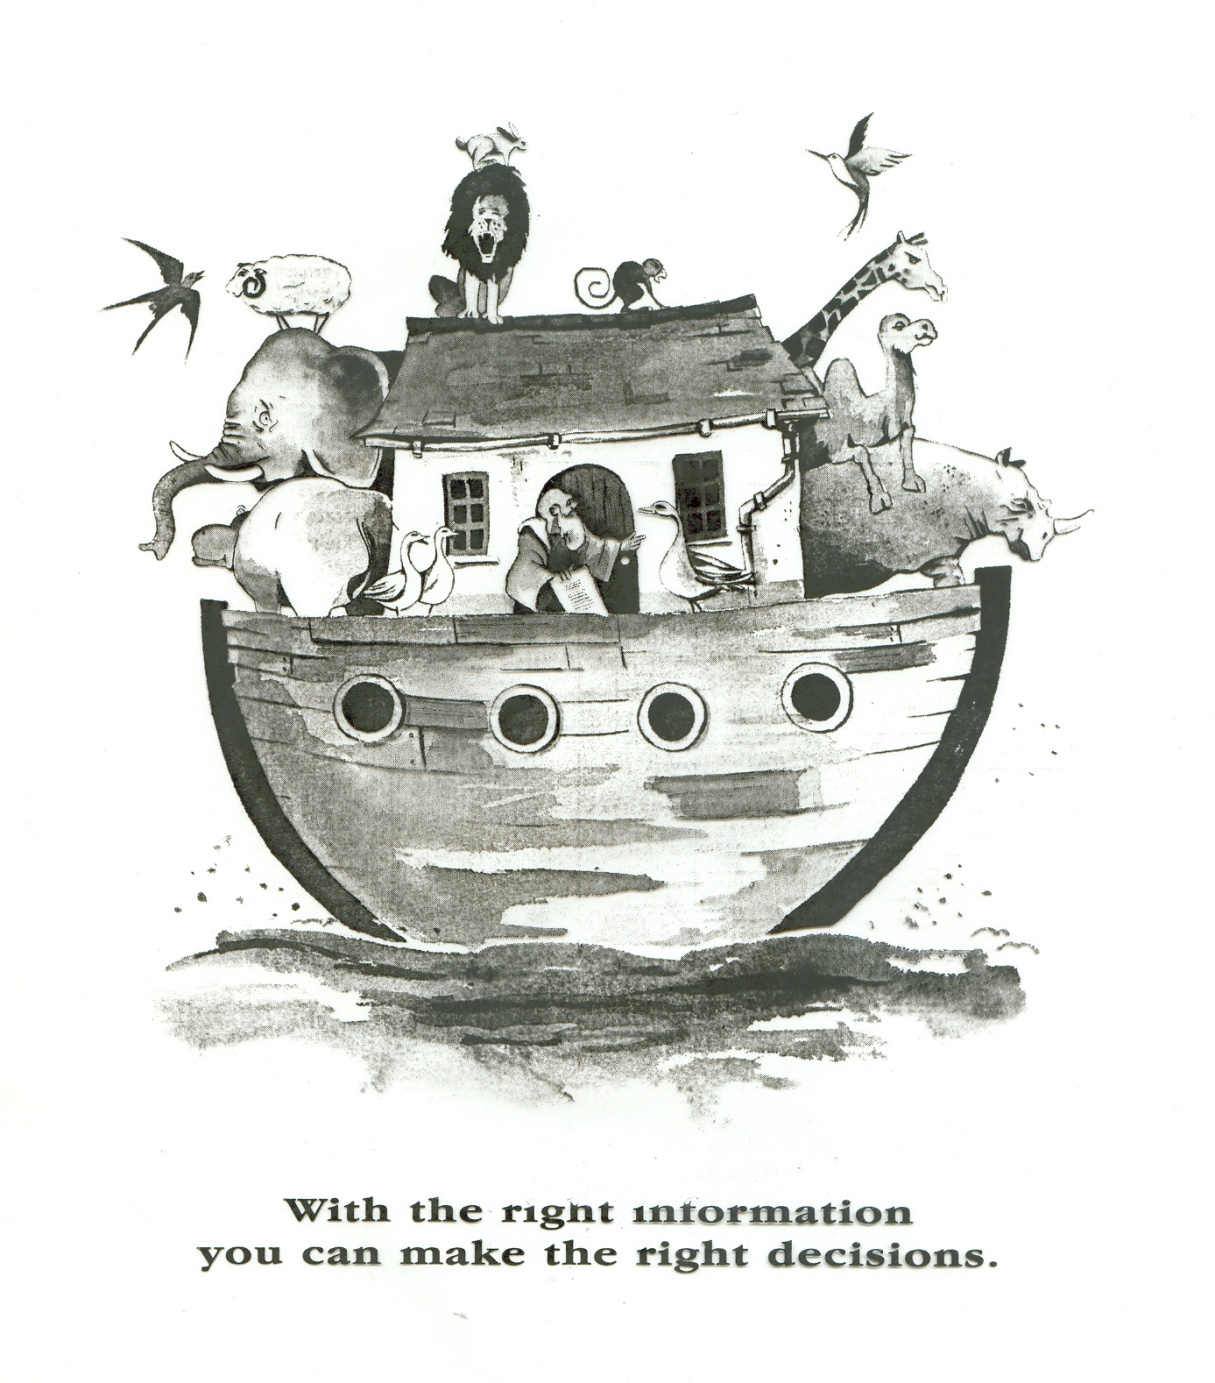 With the right information
you can make the right decisions.